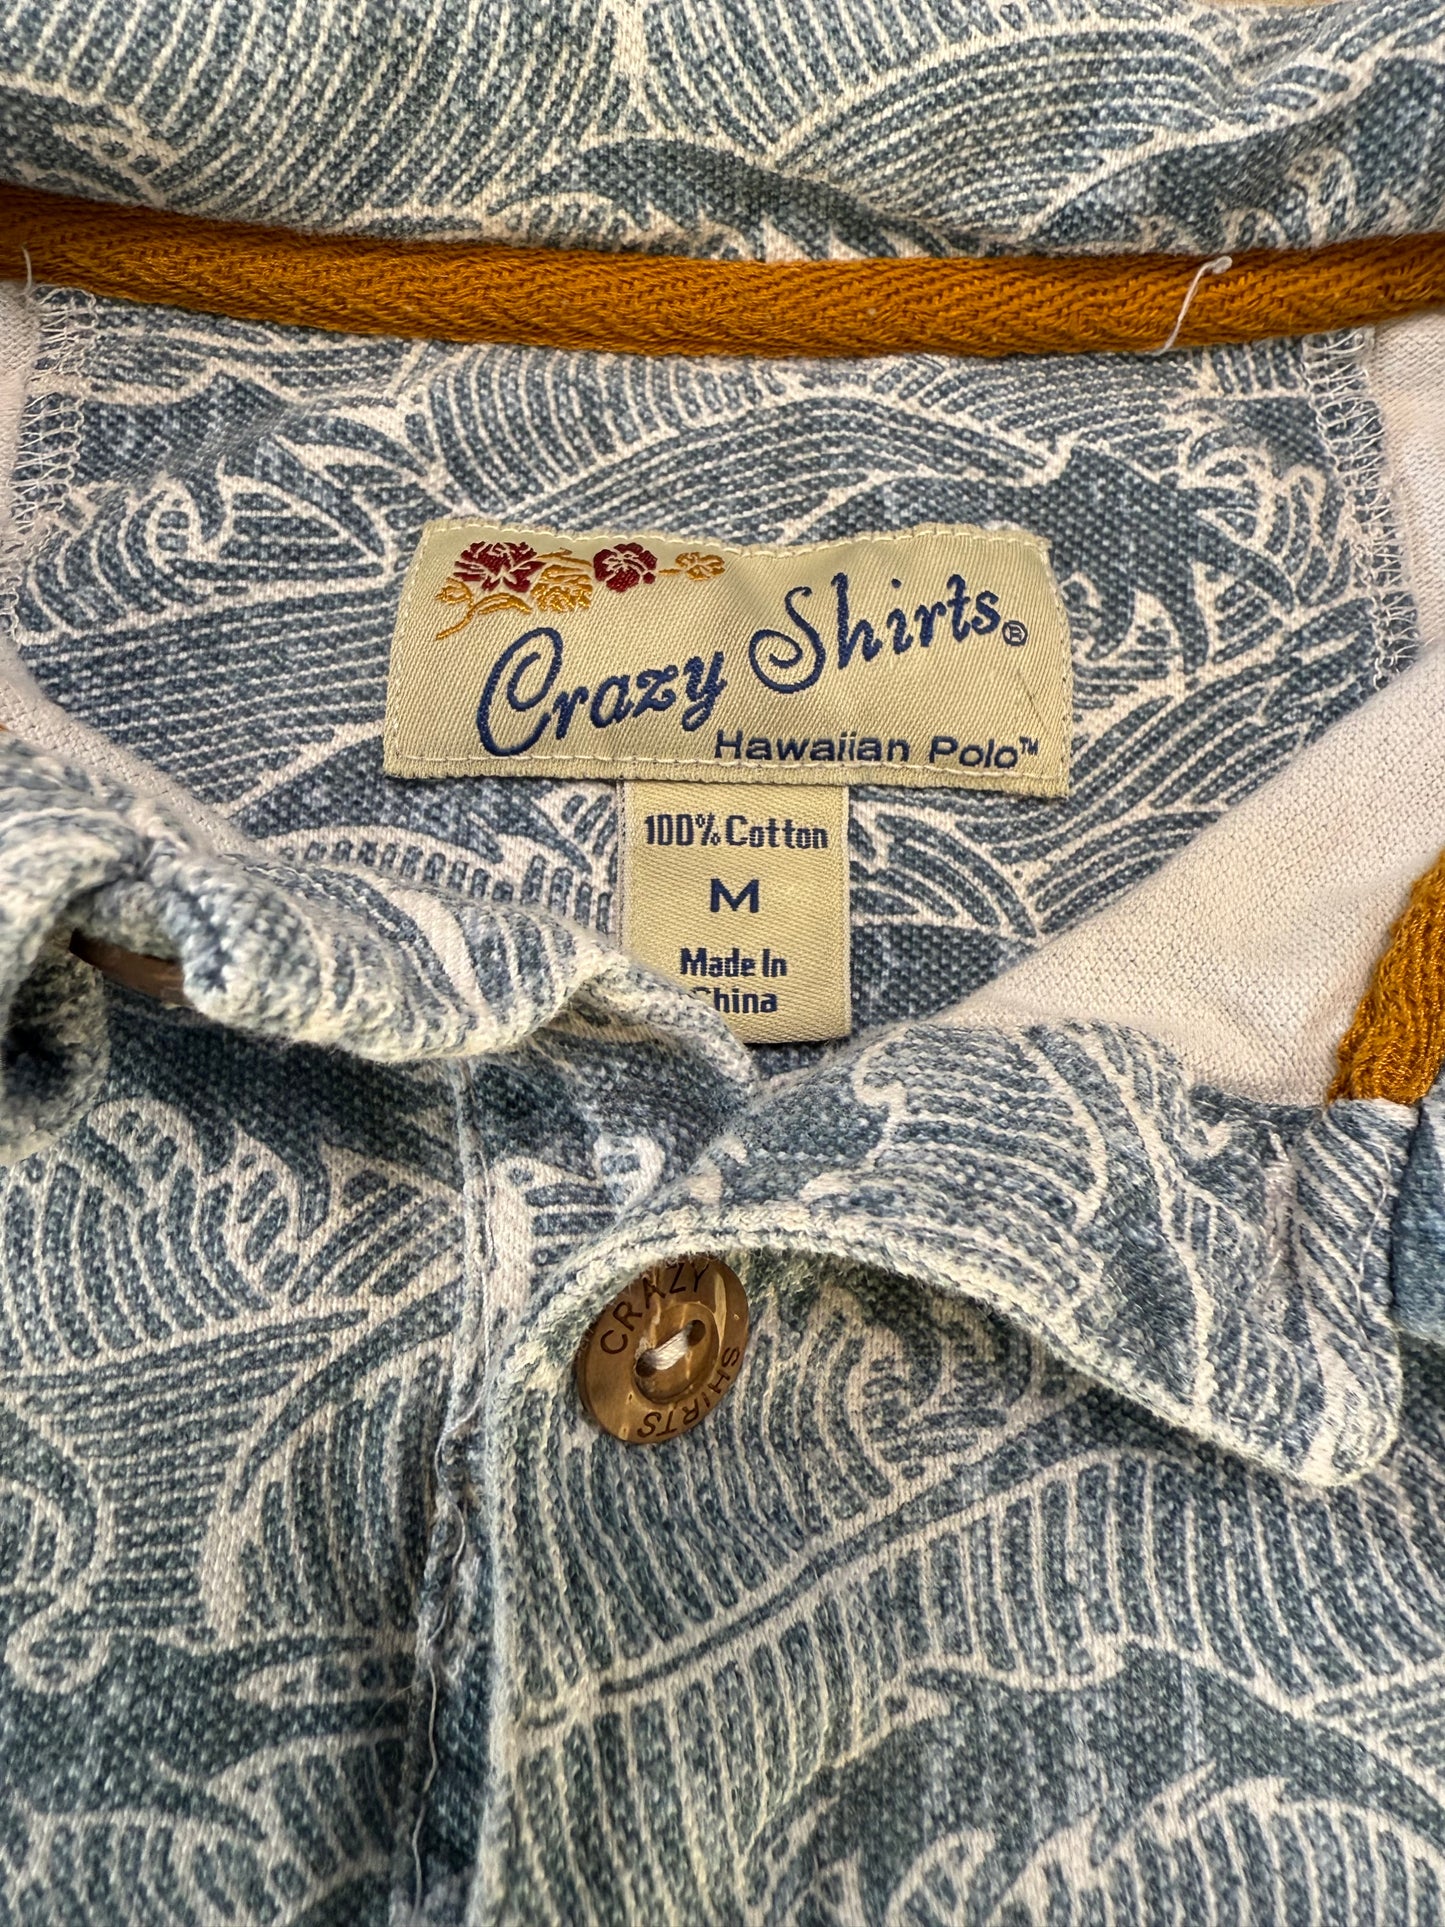 Crazy Shirts®
Hawaiian Polo™
100% Cotton
M
Made In
China
CRAZY
SHIRTS